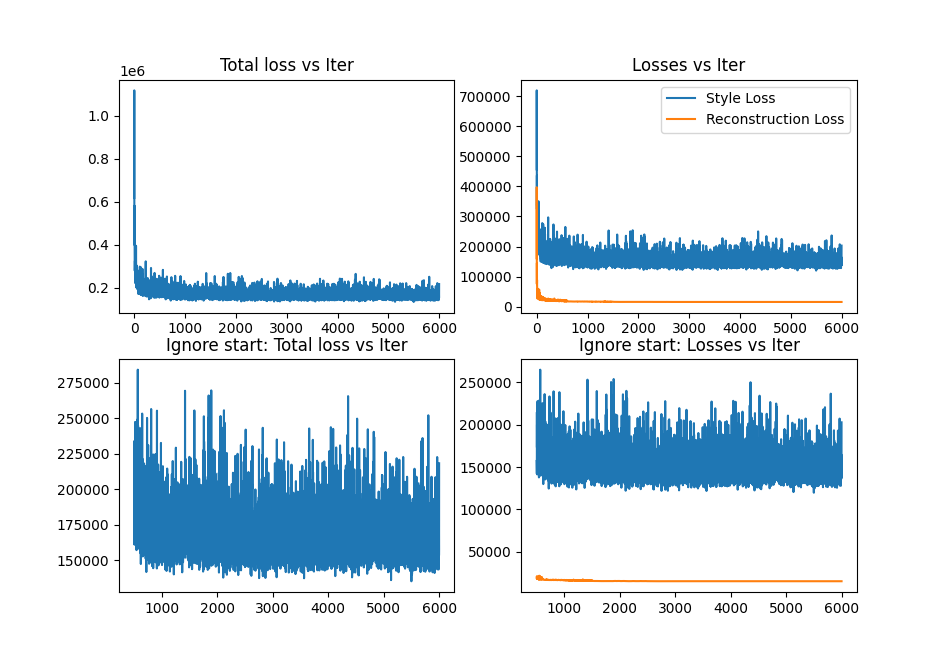 Total loss vs Iter
1e6
1.0
0.8
0.6
0.4
0.2
0 1000 2000 3000 4000 5000 6000
Losses vs Iter
Style Loss
Reconstruction Loss
700000
600000
500000
400000
300000
200000
100000
0
0 1000 2000 3000 4000 5000 6000
Ignore start: Total loss vs Iter
275000
250000
225000
200000
175000
150000
1000 2000 3000 4000 5000 6000
Ignore start: Losses vs Iter
250000
200000
150000
100000
50000
1000 2000 3000 4000 5000 6000